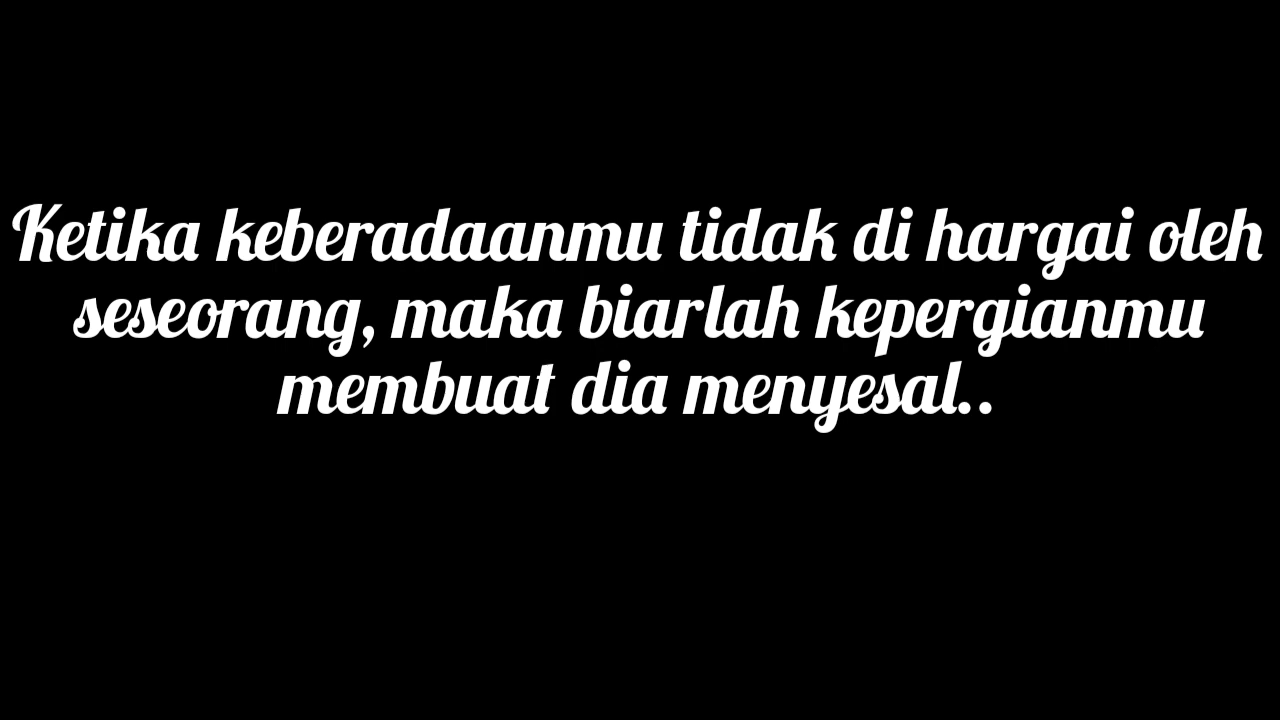 Ketika keberadaanmu tidak di hargai oleh
seseorang, maka biarlah kepergianmu
membuat dia menyesal..